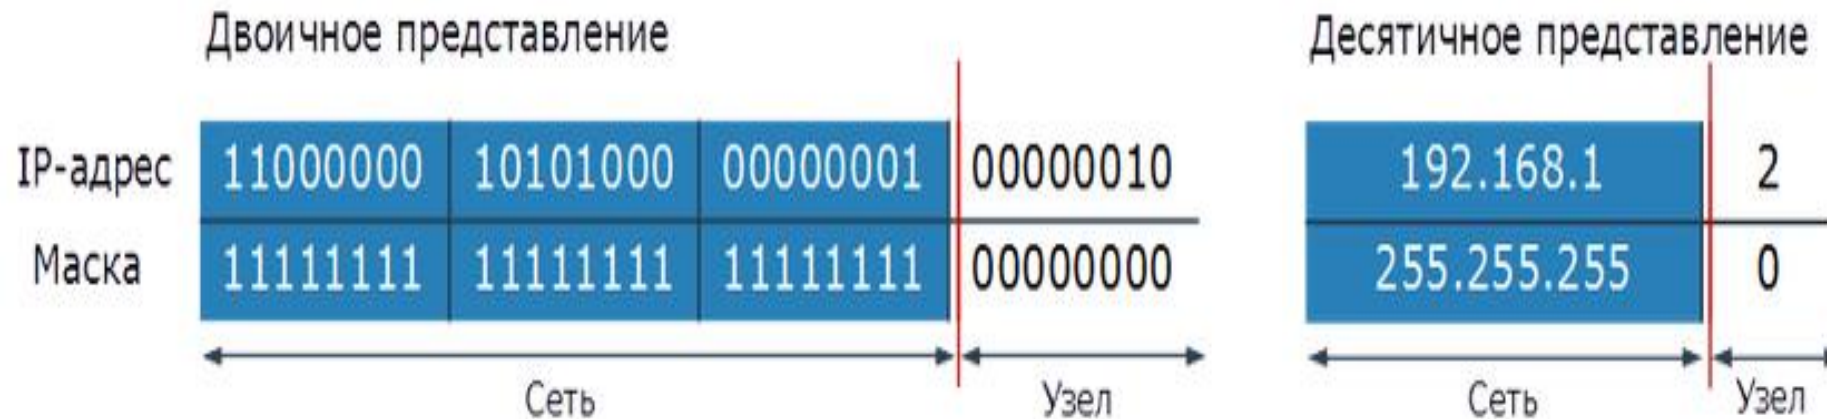 Двоичное представление Десятичное представление
IP-адрес 11000000 10101000 00000001 00000010 192.168.1 2
Маска 11111111 11111111 11111111 00000000 255.255.255 0
Сеть Узел Сеть Узел